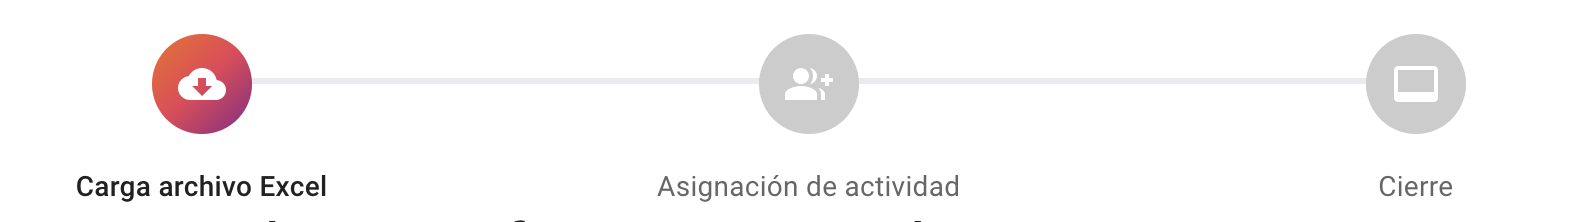 Carga archivo Excel
Asignación de actividad
Cierre